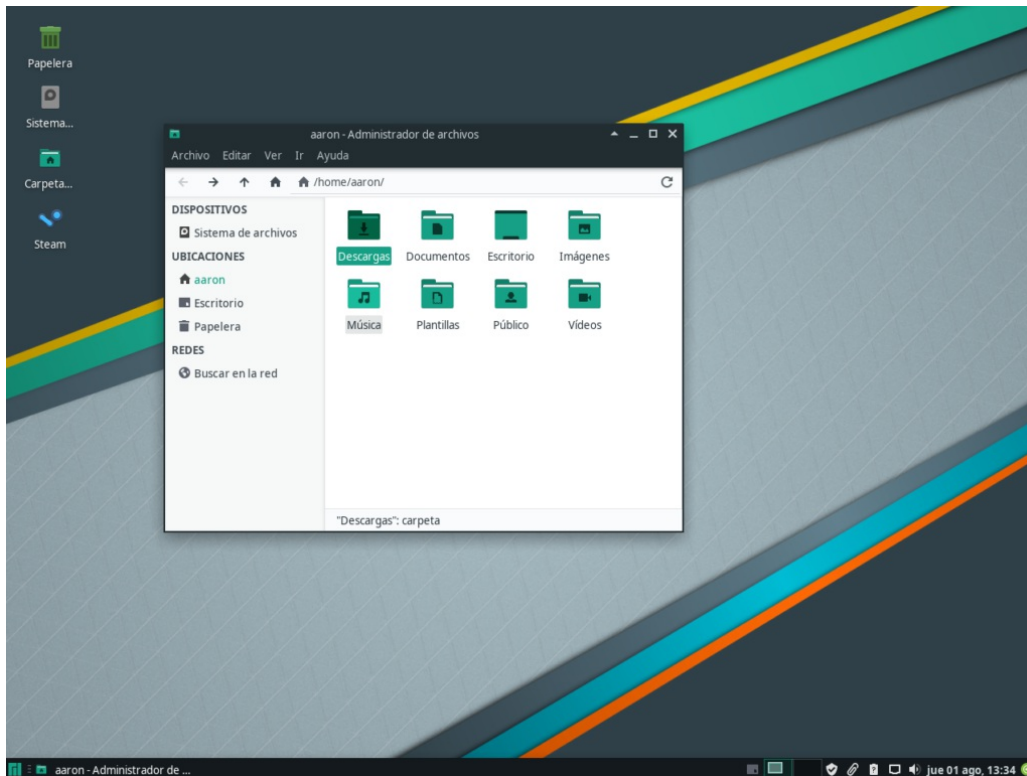 Papelera
Sistema...
Carpeta...
Steam
aaron - Administrador de archivos
Archivo Editar Ver Ir Ayuda
/home/aaron/
DISPOSITIVOS
Sistema de archivos
UBICACIONES
aaron
Escritorio
Papelera
REDES
Buscar en la red
Descargas Documentos Escritorio Imágenes
Música Plantillas Público Vídeos
"Descargas": carpeta
aaron - Administrador de ...
jue 01 ago, 13:34